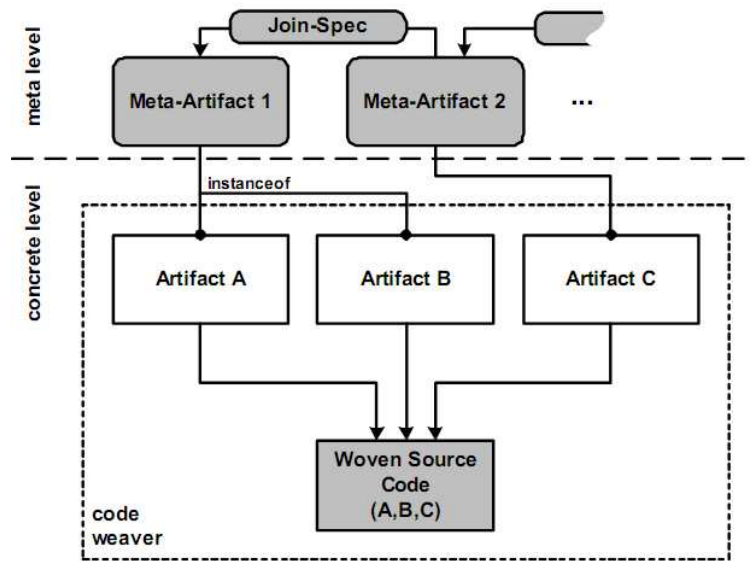 Join-Spec
meta level
Meta-Artifact 1
Meta-Artifact 2
...
instanceof
concrete level
Artifact A
Artifact B
Artifact C
Woven Source
Code
(A,B,C)
code
weaver